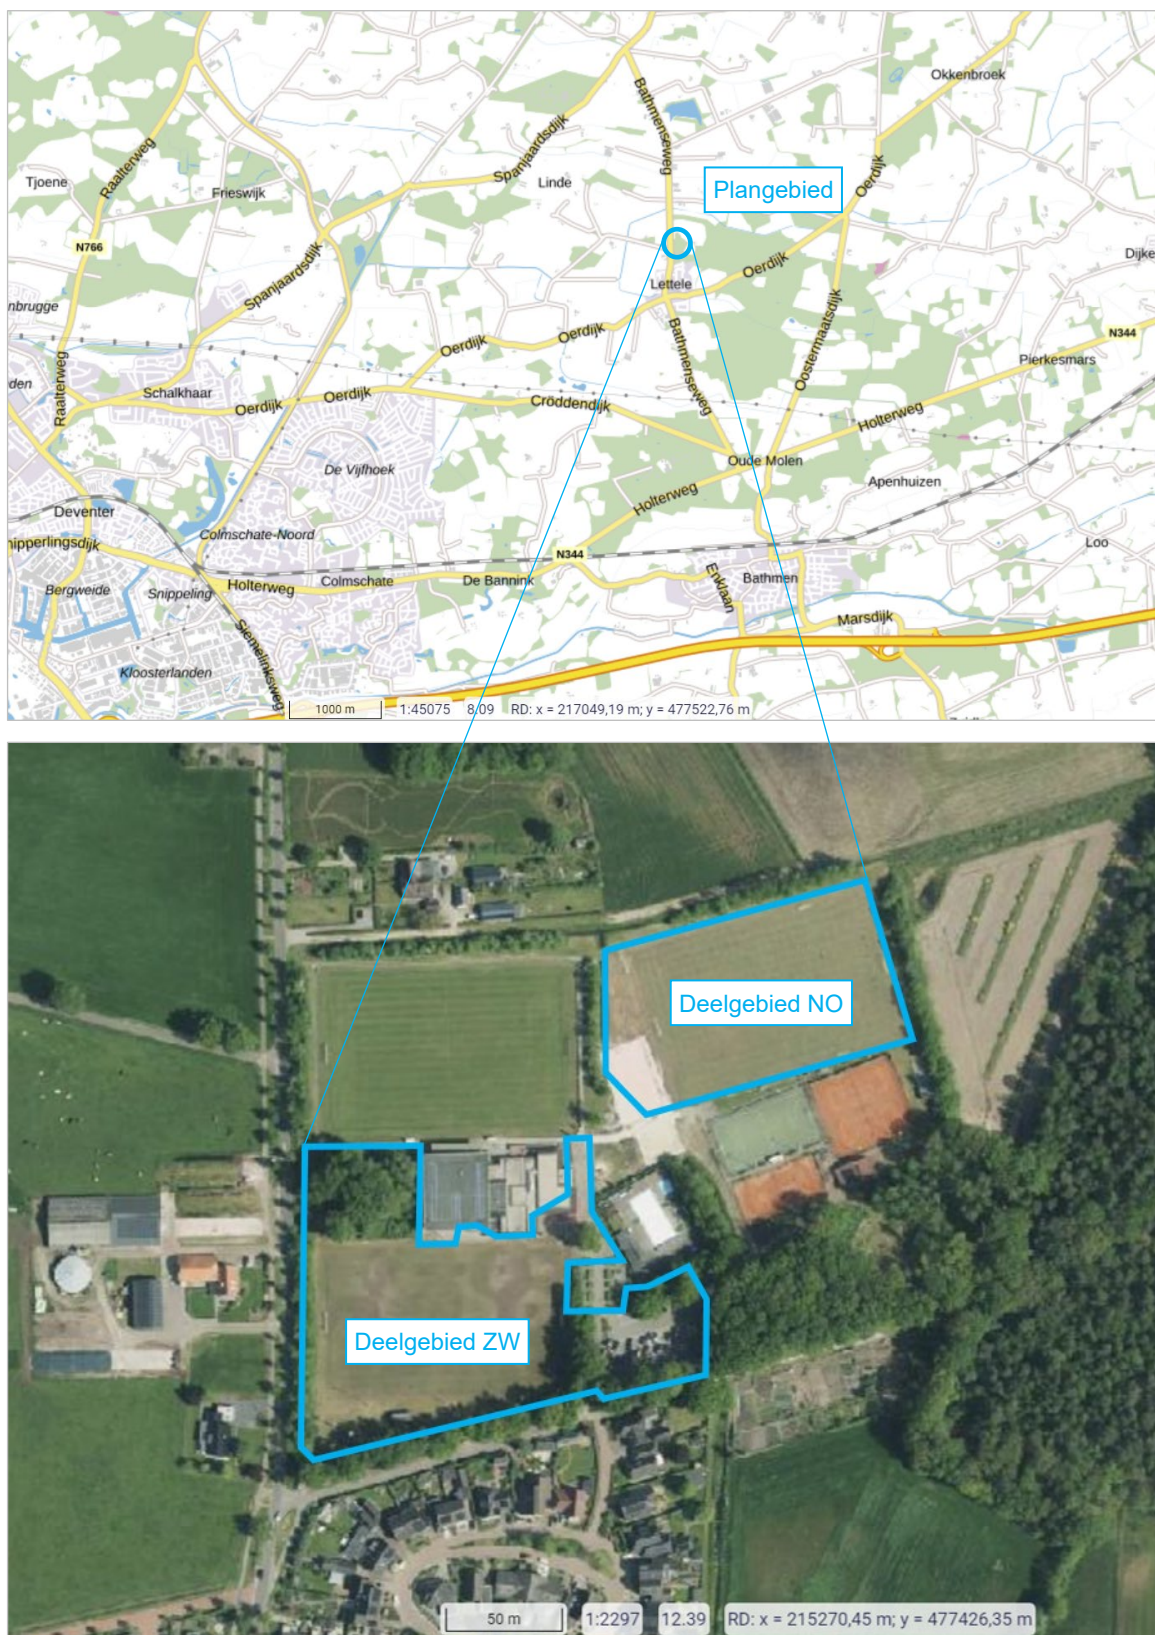 Okkenbroek
Bathmenseweg
Raalterweg
Spanjaardsdijk
Tjoene
Frieswijk
Linde
Plangebied
Oerdijk
N766
Spanjaardsdijk
Oerdijk
Dijke
Lettele
nbrugge
Oerdijk
Oerdijk
Bathmenseweg
Oostermaatsdijk
N344
Pierkesmars
Raalterweg
den
Schalkhaar
Oerdijk
Oerdijk
Croddendijk
Holterweg
De Vijfhoek
Oude Molen
Apenhuizen
Holterweg
Deventer
Colmschate-Noord
nipperlingsdijk
N344
Loo
Bergweide
Snippeling
Holterweg
Colmschate
De Bannink
Enklaan
Bathmen
Marsdijk
Siemelinksweg
Kloosterlanden
1000 m
1:45075
8.09
RD: x = 217049,19 m; y = 477522,76 m
Deelgebied NO
Deelgebied ZW
50 m
1:2297
12.39
RD: x = 215270,45 m; y = 477426,35 m